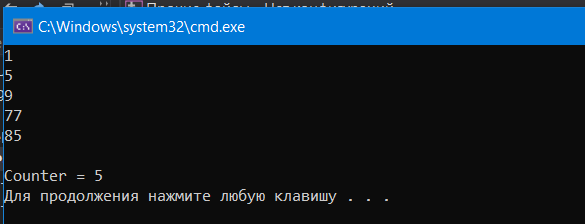 C:\Windows\system32\cmd.exe
1
5
9
77
85
Counter = 5
Для продолжения нажмите любую клавишу . . .